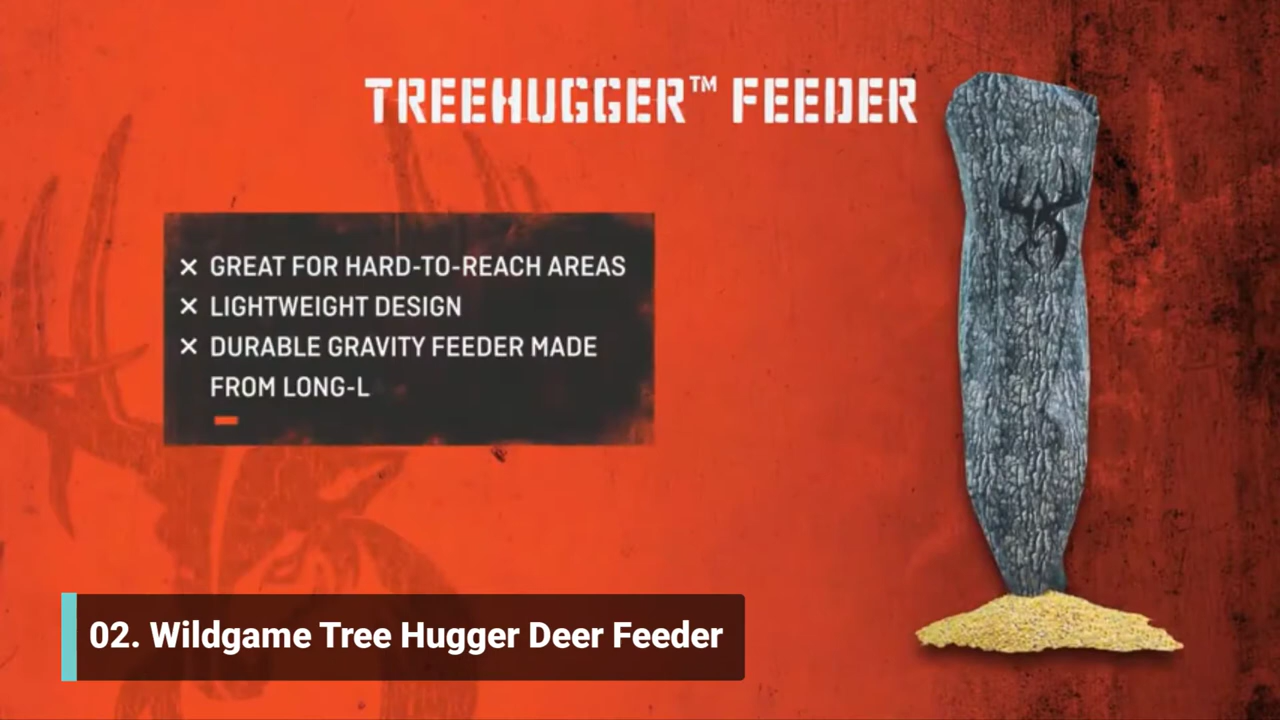 TREEHUGGER™ FEEDER
× GREAT FOR HARD-TO-REACH AREAS
× LIGHTWEIGHT DESIGN
× DURABLE GRAVITY FEEDER MADE
FROM LONG-L
02. Wildgame Tree Hugger Deer Feeder